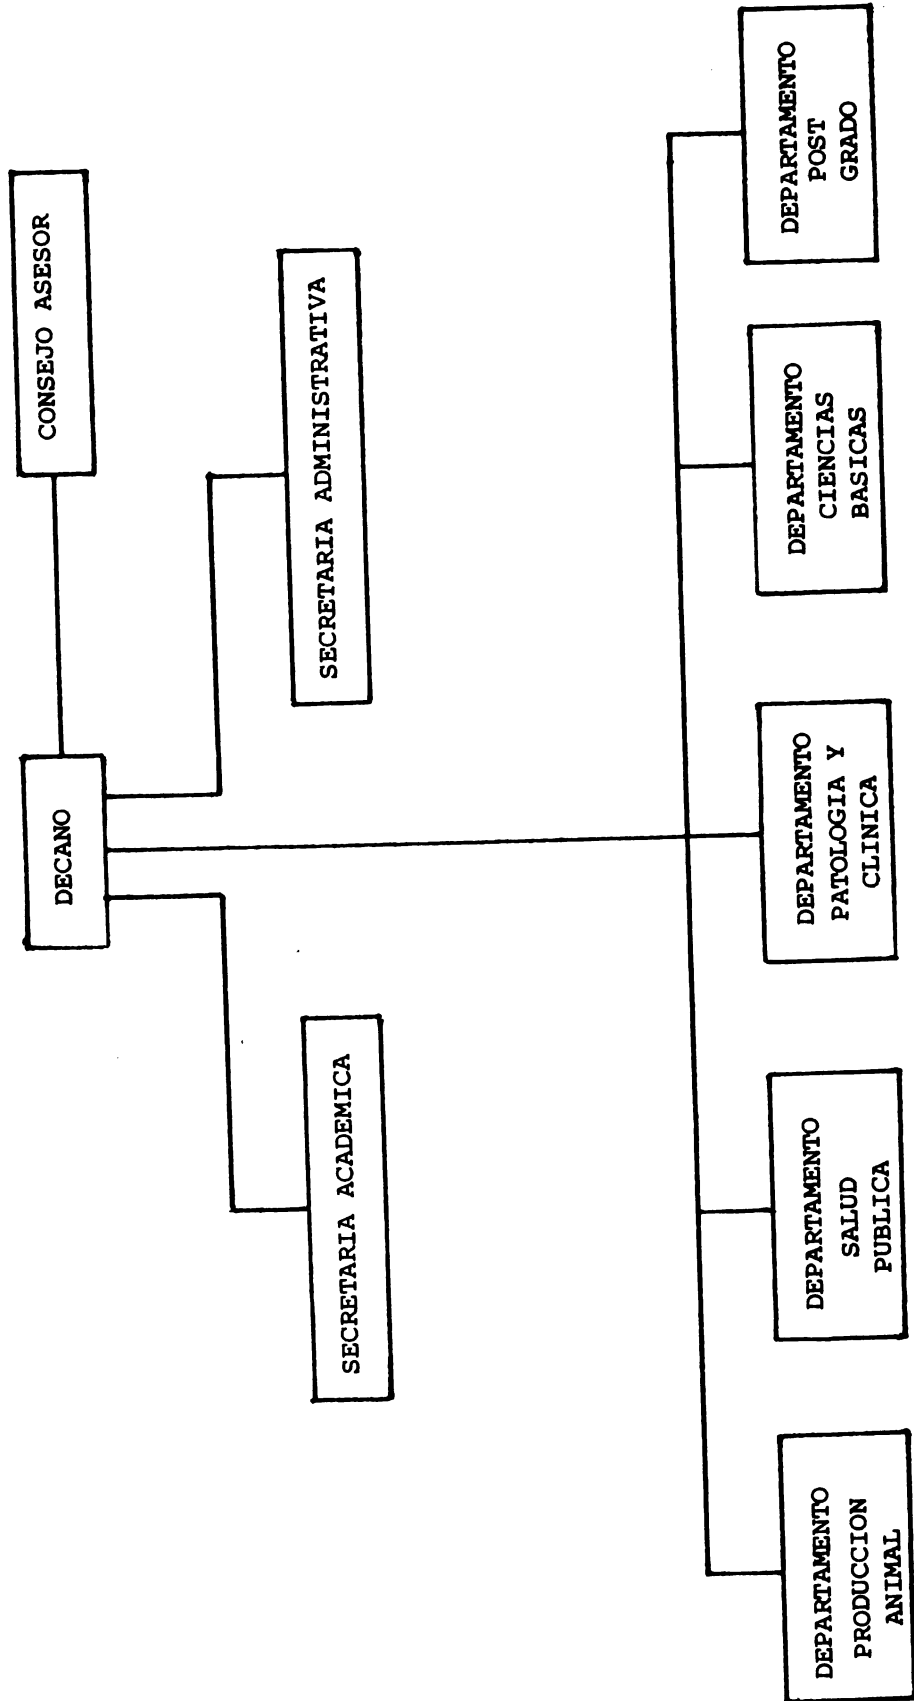 DECANO
CONSEJO ASESOR
SECRETARIA ACADEMICA
SECRETARIA ADMINISTRATIVA
DEPARTAMENTO
PRODUCCION
ANIMAL
DEPARTAMENTO
SALUD
PUBLICA
DEPARTAMENTO
PATOLOGIA Y
CLINICA
DEPARTAMENTO
CIENCIAS
BASICAS
DEPARTAMENTO
POST
GRADO